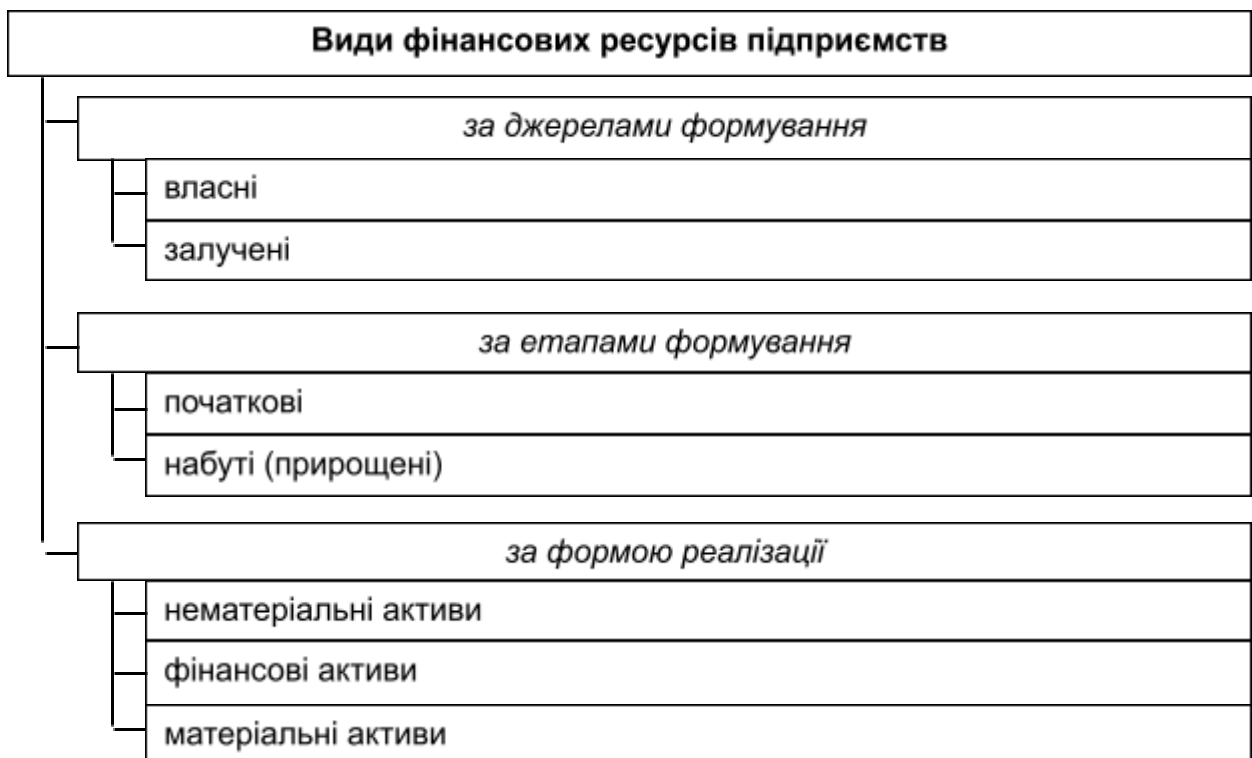 Види фінансових ресурсів підприємств
за джерелами формування
власні
залучені
за етапами формування
початкові
набуті (прирощені)
за формою реалізації
нематеріальні активи
фінансові активи
матеріальні активи